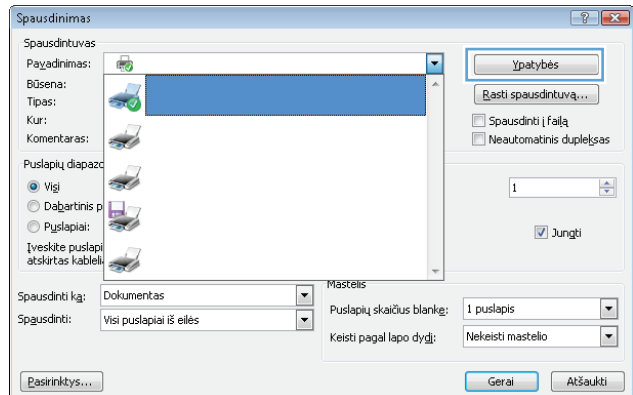 Spausdinimas
Spausdintuvas
Pavadinimas:
Ypatybės
Būsena:
Tipas:
Rasti spausdintuvą...
Kur:
Spausdinti į failą
Komentaras:
Neautomatinis dupleksas
Puslapių diapazo
Visi
1
Dabartinis p
Puslapiai:
Jungti
Įveskite puslapi
atskirtas kableli
Mastelis
Spausdinti ką:
Dokumentas
Puslapių skaičius blanke:
1 puslapis
Spausdinti:
Visi puslapiai iš eilės
Keisti pagal lapo dydį:
Nekeisti mastelio
Pasirinktys...
Gerai
Atšaukti